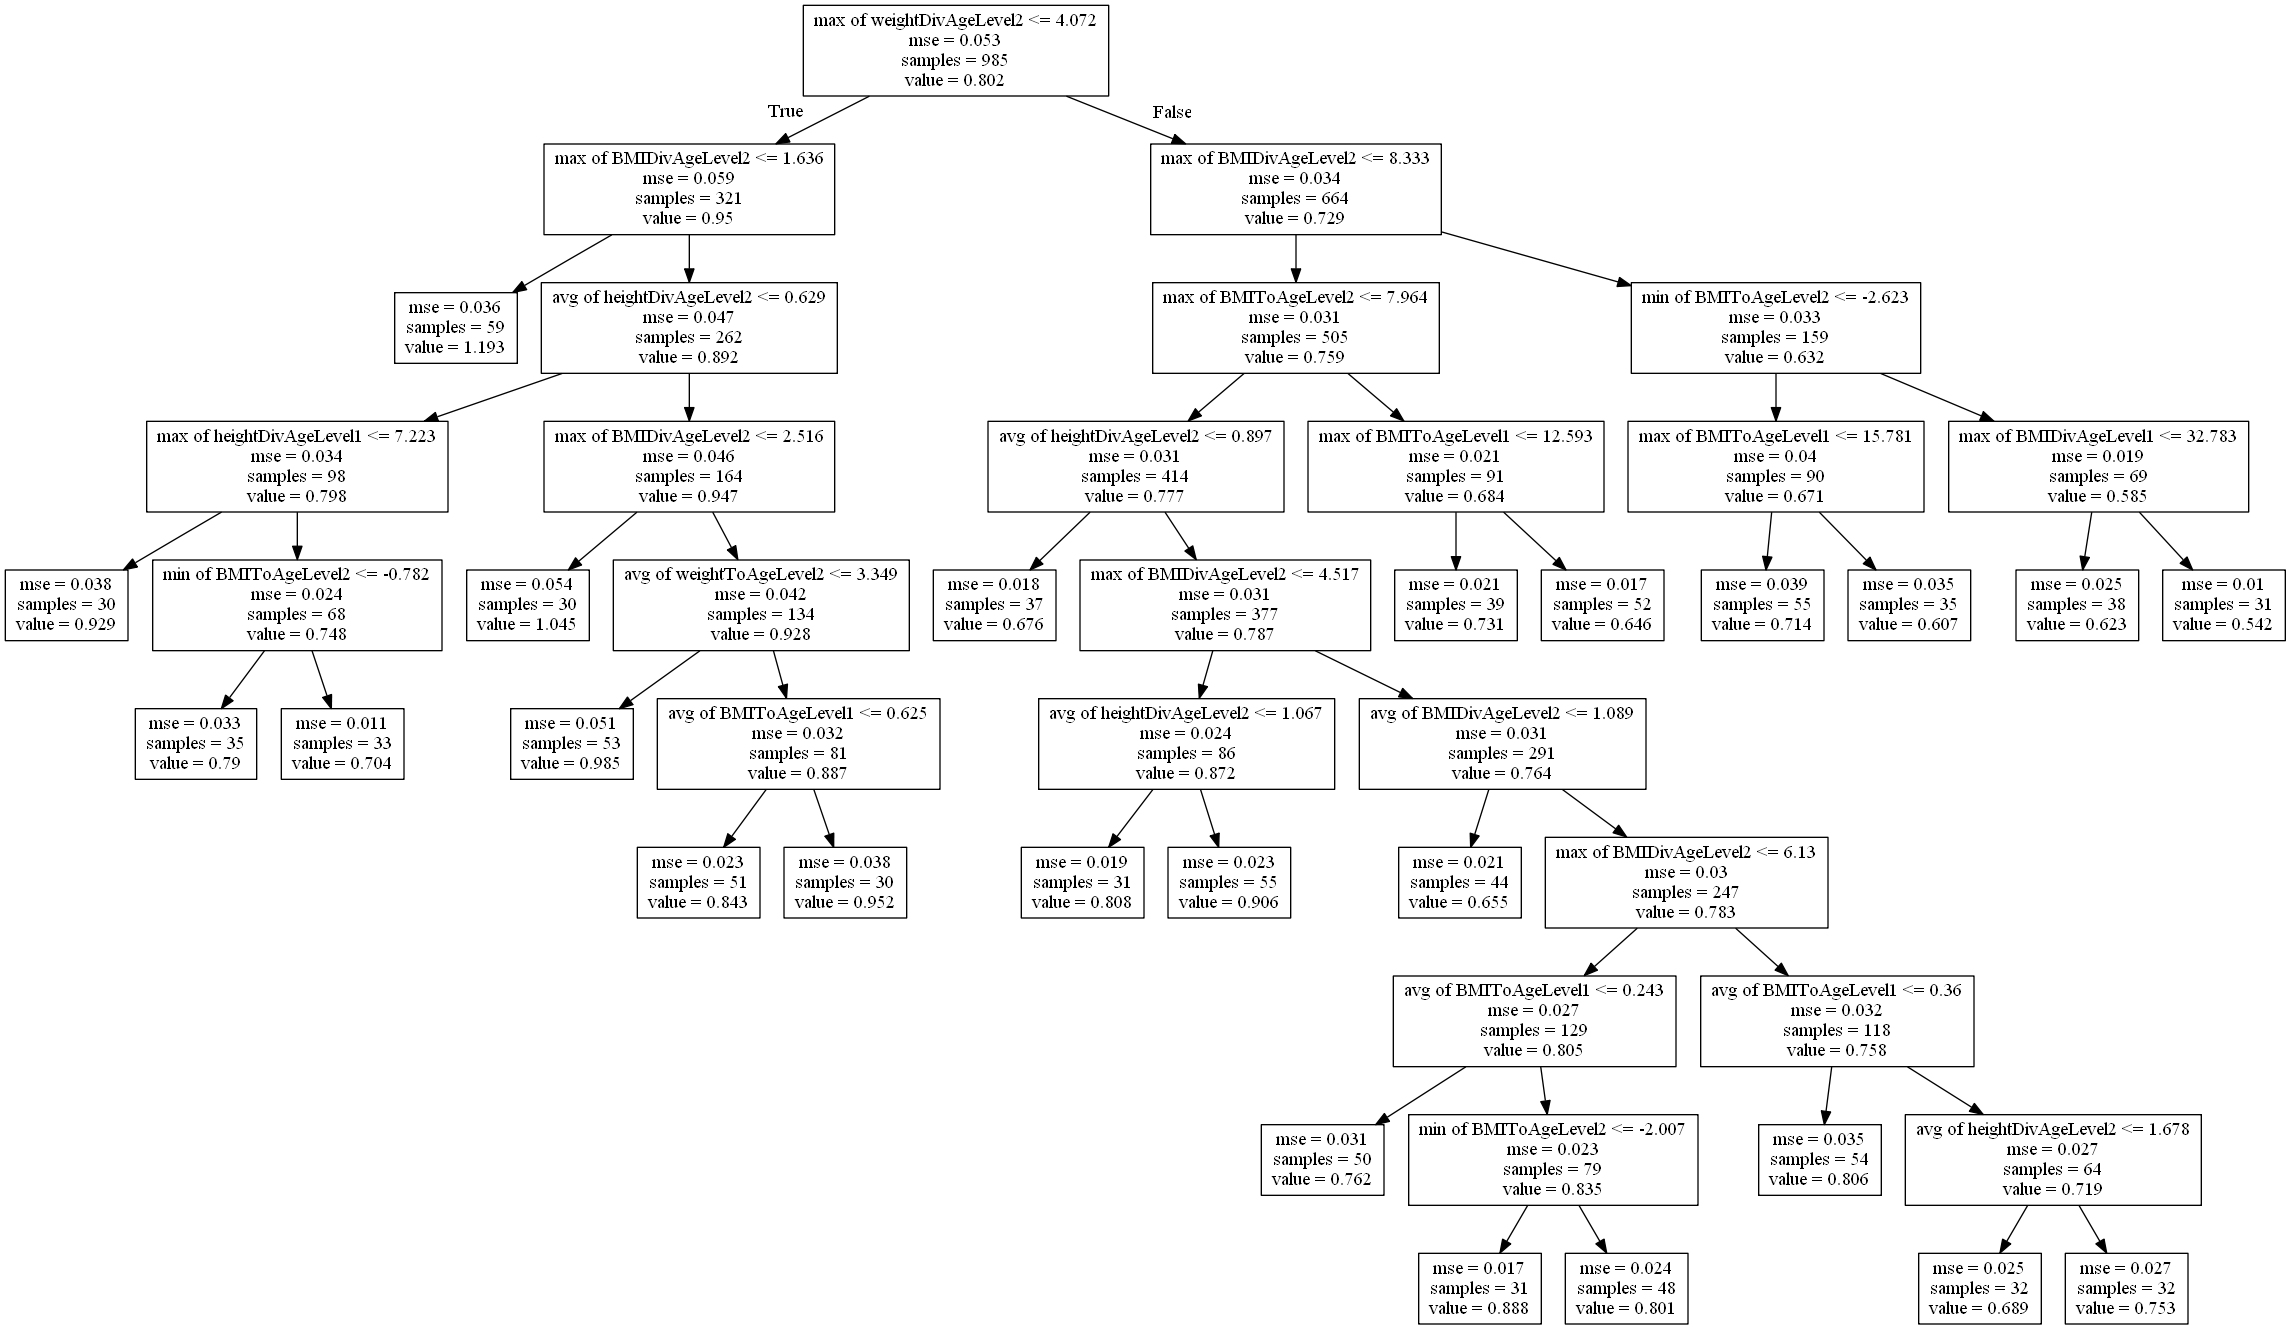 max of weightDivAgeLevel2 <= 4.072
mse = 0.053
samples = 985
value = 0.802
True
False
max of BMIDivAgeLevel2 <= 1.636
mse = 0.059
samples = 321
value = 0.95
max of BMIDivAgeLevel2 <= 8.333
mse = 0.034
samples = 664
value = 0.729
mse = 0.036
samples = 59
value = 1.193
avg of heightDivAgeLevel2 <= 0.629
mse = 0.047
samples = 262
value = 0.892
max of BMIToAgeLevel2 <= 7.964
mse = 0.031
samples = 505
value = 0.759
min of BMIToAgeLevel2 <= -2.623
mse = 0.033
samples = 159
value = 0.632
max of heightDivAgeLevel1 <= 7.223
mse = 0.034
samples = 98
value = 0.798
max of BMIDivAgeLevel2 <= 2.516
mse = 0.046
samples = 164
value = 0.947
avg of heightDivAgeLevel2 <= 0.897
mse = 0.031
samples = 414
value = 0.777
max of BMIToAgeLevel1 <= 12.593
mse = 0.021
samples = 91
value = 0.684
max of BMIToAgeLevel1 <= 15.781
mse = 0.04
samples = 90
value = 0.671
max of BMIDivAgeLevel1 <= 32.783
mse = 0.019
samples = 69
value = 0.585
mse = 0.038
samples = 30
value = 0.929
min of BMIToAgeLevel2 <= -0.782
mse = 0.024
samples = 68
value = 0.748
mse = 0.054
samples = 30
value = 1.045
avg of weightToAgeLevel2 <= 3.349
mse = 0.042
samples = 134
value = 0.928
mse = 0.018
samples = 37
value = 0.676
max of BMIDivAgeLevel2 <= 4.517
mse = 0.031
samples = 377
value = 0.787
mse = 0.021
samples = 39
value = 0.731
mse = 0.017
samples = 52
value = 0.646
mse = 0.039
samples = 55
value = 0.714
mse = 0.035
samples = 35
value = 0.607
mse = 0.025
samples = 38
value = 0.623
mse = 0.01
samples = 31
value = 0.542
mse = 0.033
samples = 35
value = 0.79
mse = 0.011
samples = 33
value = 0.704
mse = 0.051
samples = 53
value = 0.985
avg of BMIToAgeLevel1 <= 0.625
mse = 0.032
samples = 81
value = 0.887
avg of heightDivAgeLevel2 <= 1.067
mse = 0.024
samples = 86
value = 0.872
avg of BMIDivAgeLevel2 <= 1.089
mse = 0.031
samples = 291
value = 0.764
mse = 0.023
samples = 51
value = 0.843
mse = 0.038
samples = 30
value = 0.952
mse = 0.019
samples = 31
value = 0.808
mse = 0.023
samples = 55
value = 0.906
mse = 0.021
samples = 44
value = 0.655
max of BMIDivAgeLevel2 <= 6.13
mse = 0.03
samples = 247
value = 0.783
avg of BMIToAgeLevel1 <= 0.243
mse = 0.027
samples = 129
value = 0.805
avg of BMIToAgeLevel1 <= 0.36
mse = 0.032
samples = 118
value = 0.758
mse = 0.031
samples = 50
value = 0.762
min of BMIToAgeLevel2 <= -2.007
mse = 0.023
samples = 79
value = 0.835
mse = 0.035
samples = 54
value = 0.806
avg of heightDivAgeLevel2 <= 1.678
mse = 0.027
samples = 64
value = 0.719
mse = 0.017
samples = 31
value = 0.888
mse = 0.024
samples = 48
value = 0.801
mse = 0.025
samples = 32
value = 0.689
mse = 0.027
samples = 32
value = 0.753